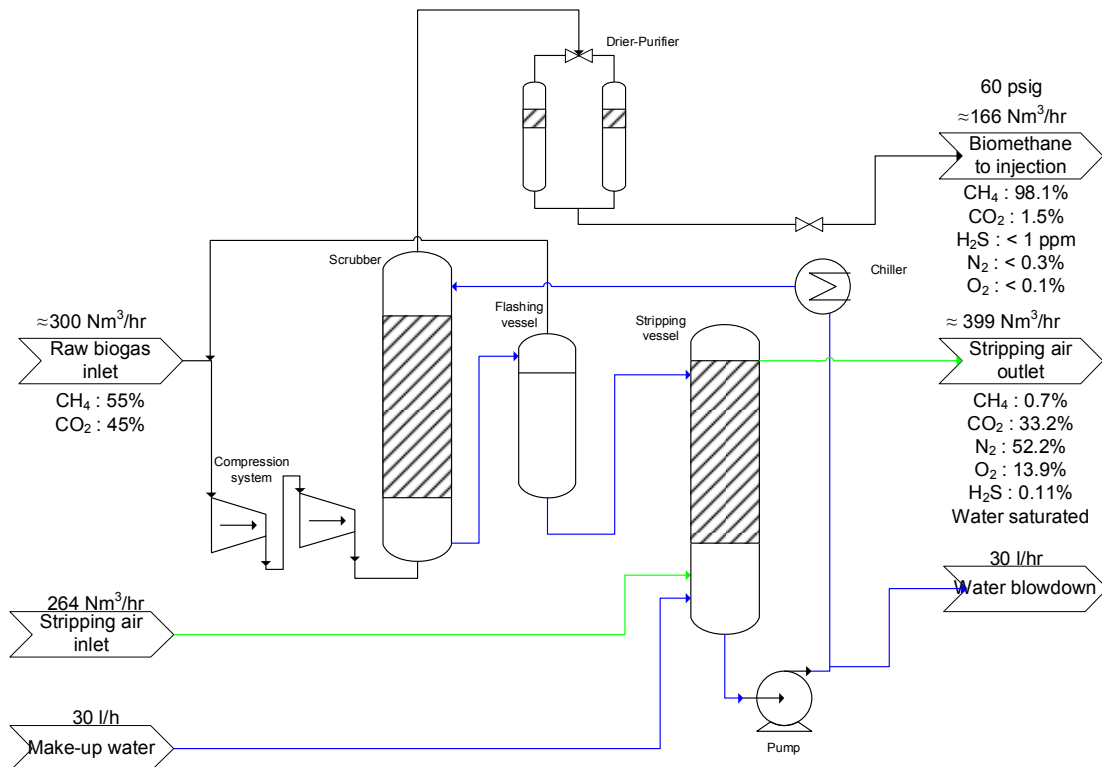 Drier-Purifier
60 psig
≈166 Nm³/hr
Biomethane
to injection
CH₄ : 98.1%
CO₂ : 1.5%
H₂S : < 1 ppm
N₂ : < 0.3%
O₂ : < 0.1%
Scrubber
Flashing
vessel
Stripping
vessel
Chiller
≈300 Nm³/hr
Raw biogas
inlet
CH₄ : 55%
CO₂ : 45%
≈ 399 Nm³/hr
Stripping air
outlet
CH₄ : 0.7%
CO₂ : 33.2%
N₂ : 52.2%
O₂ : 13.9%
H₂S : 0.11%
Water saturated
Compression
system
30 l/hr
Water blowdown
264 Nm³/hr
Stripping air
inlet
30 l/h
Make-up water
Pump